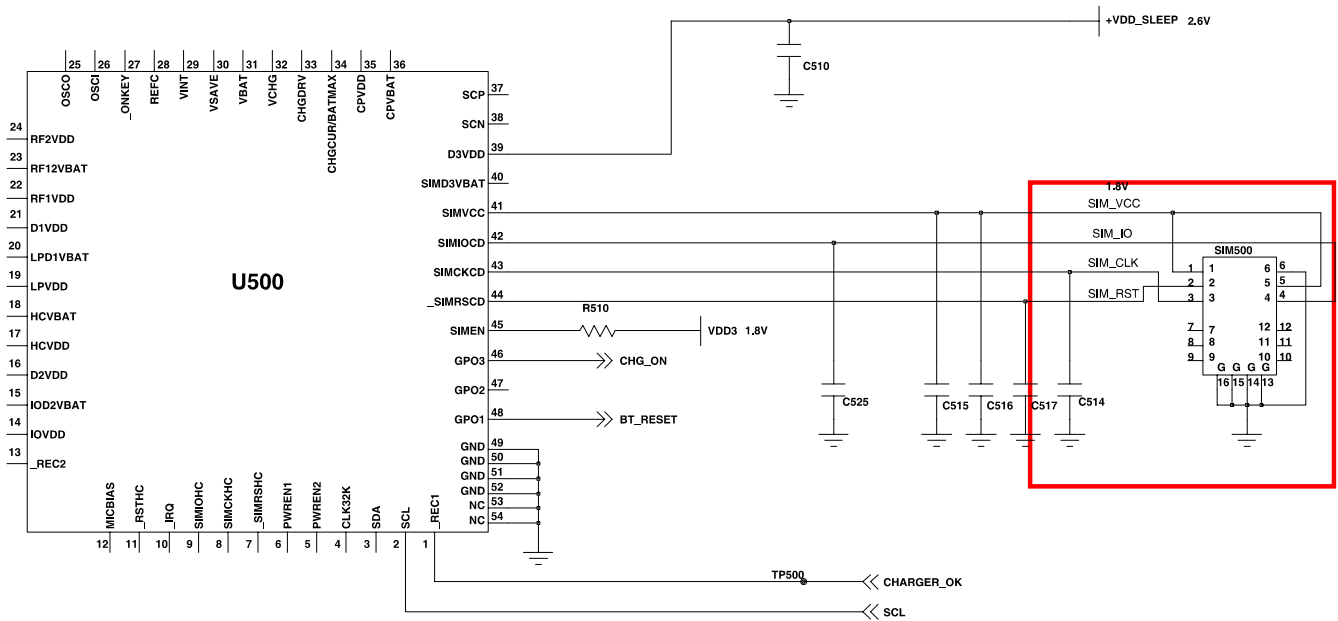 +VDD_SLEEP 2.6V
C510
25 26 27 28 29 30 31 32 33 34 35 36
OSCO
OSCI
_ONKEY
REFC
VINT
VSAVE
VBAT
VCHG
CHGDRV
CHGCUR/BATMAX
CPVDD
CPVBAT
24 RF2VDD
23 RF12VBAT
22 RF1VDD
21 D1VDD
20 LPD1VBAT
19 LPVDD
18 HCVBAT
17 HCVDD
16 D2VDD
15 IOD2VBAT
14 IOVDD
13 _REC2
U500
SCP 37
SCN 38
D3VDD 39
SIMD3VBAT 40
SIMVCC 41
SIMIOCD 42
SIMCKCD 43
_SIMRSCD 44
SIMEN 45
GPO3 46
GPO2 47
GPO1 48
GND 49
GND 50
GND 51
GND 52
NC 53
NC 54
MICBIAS
_RSTHC
_IRQ
SIMIOHC
SIMCKHC
_SIMRSHC
PWREN1
PWREN2
CLK32K
SDA
SCL
_REC1
12 11 10 9 8 7 6 5 4 3 2 1
R510
VDD3 1.8V
CHG_ON
BT_RESET
C525
C515
C516
C517
C514
1.8V
SIM_VCC
SIM_IO
SIM_CLK
SIM_RST
SIM500
1 1 6 6
2 2 5 5
3 3 4 4
7 7 12 12
8 8 11 11
9 9 10 10
G G G G
16 15 14 13
TP500
CHARGER_OK
SCL